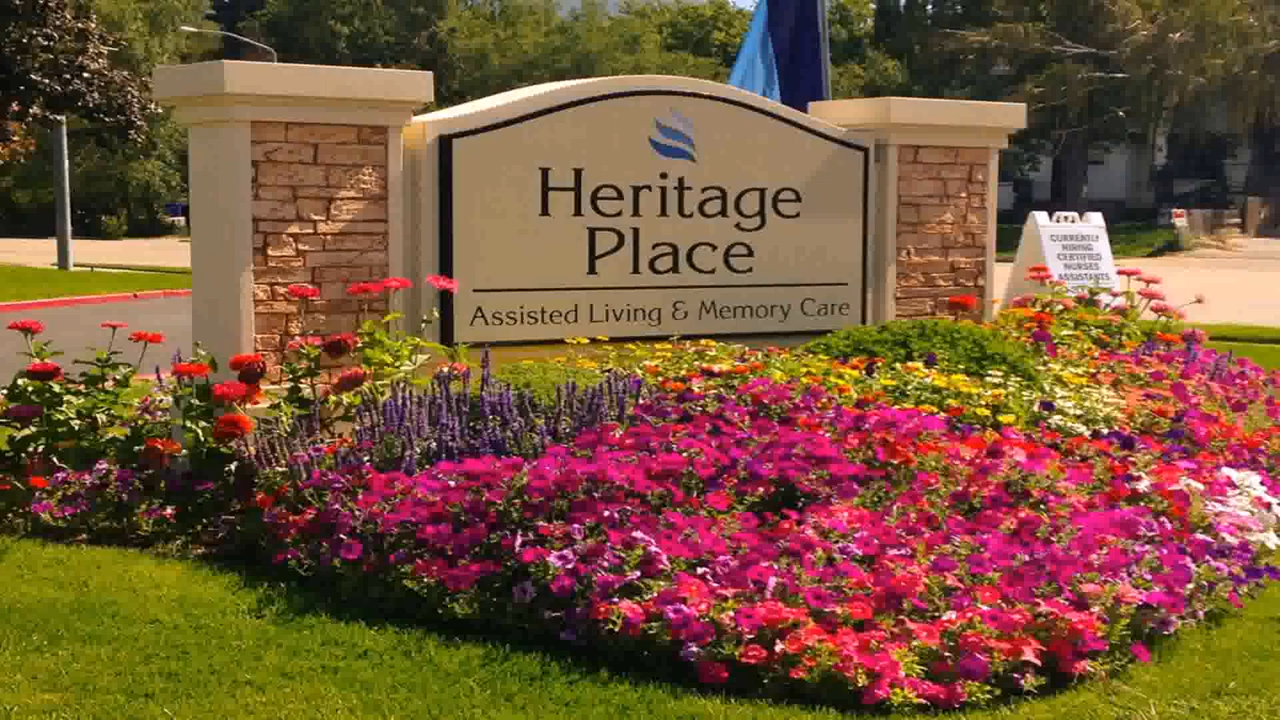 Heritage
Place
Assisted Living & Memory Care
CURRENTLY
HIRING
CERTIFIED
NURSES
ASSISTANTS